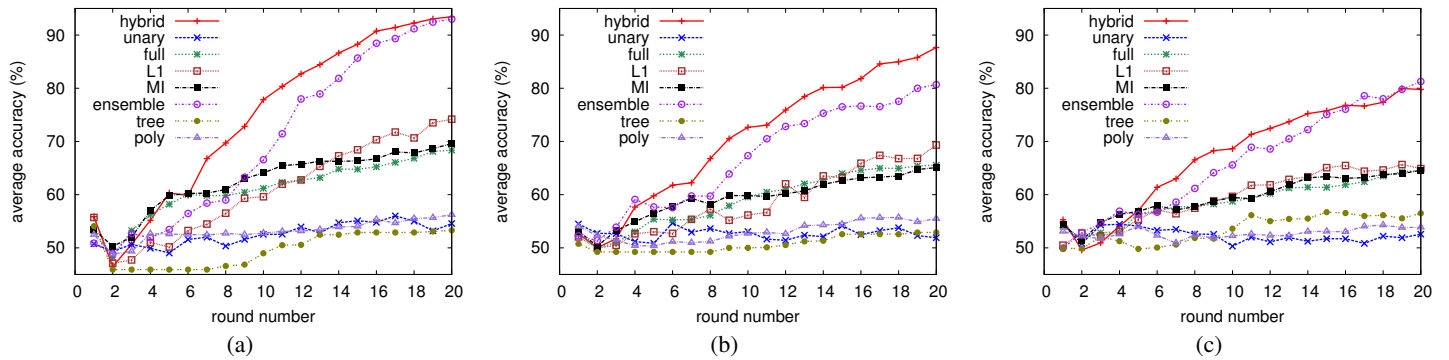 average accuracy (%)
90
80
70
60
50
hybrid
unary
full
L1
MI
ensemble
tree
poly
0 2 4 6 8 10 12 14 16 18 20
round number
(a)
average accuracy (%)
90
80
70
60
50
hybrid
unary
full
L1
MI
ensemble
tree
poly
0 2 4 6 8 10 12 14 16 18 20
round number
(b)
average accuracy (%)
90
80
70
60
50
hybrid
unary
full
L1
MI
ensemble
tree
poly
0 2 4 6 8 10 12 14 16 18 20
round number
(c)